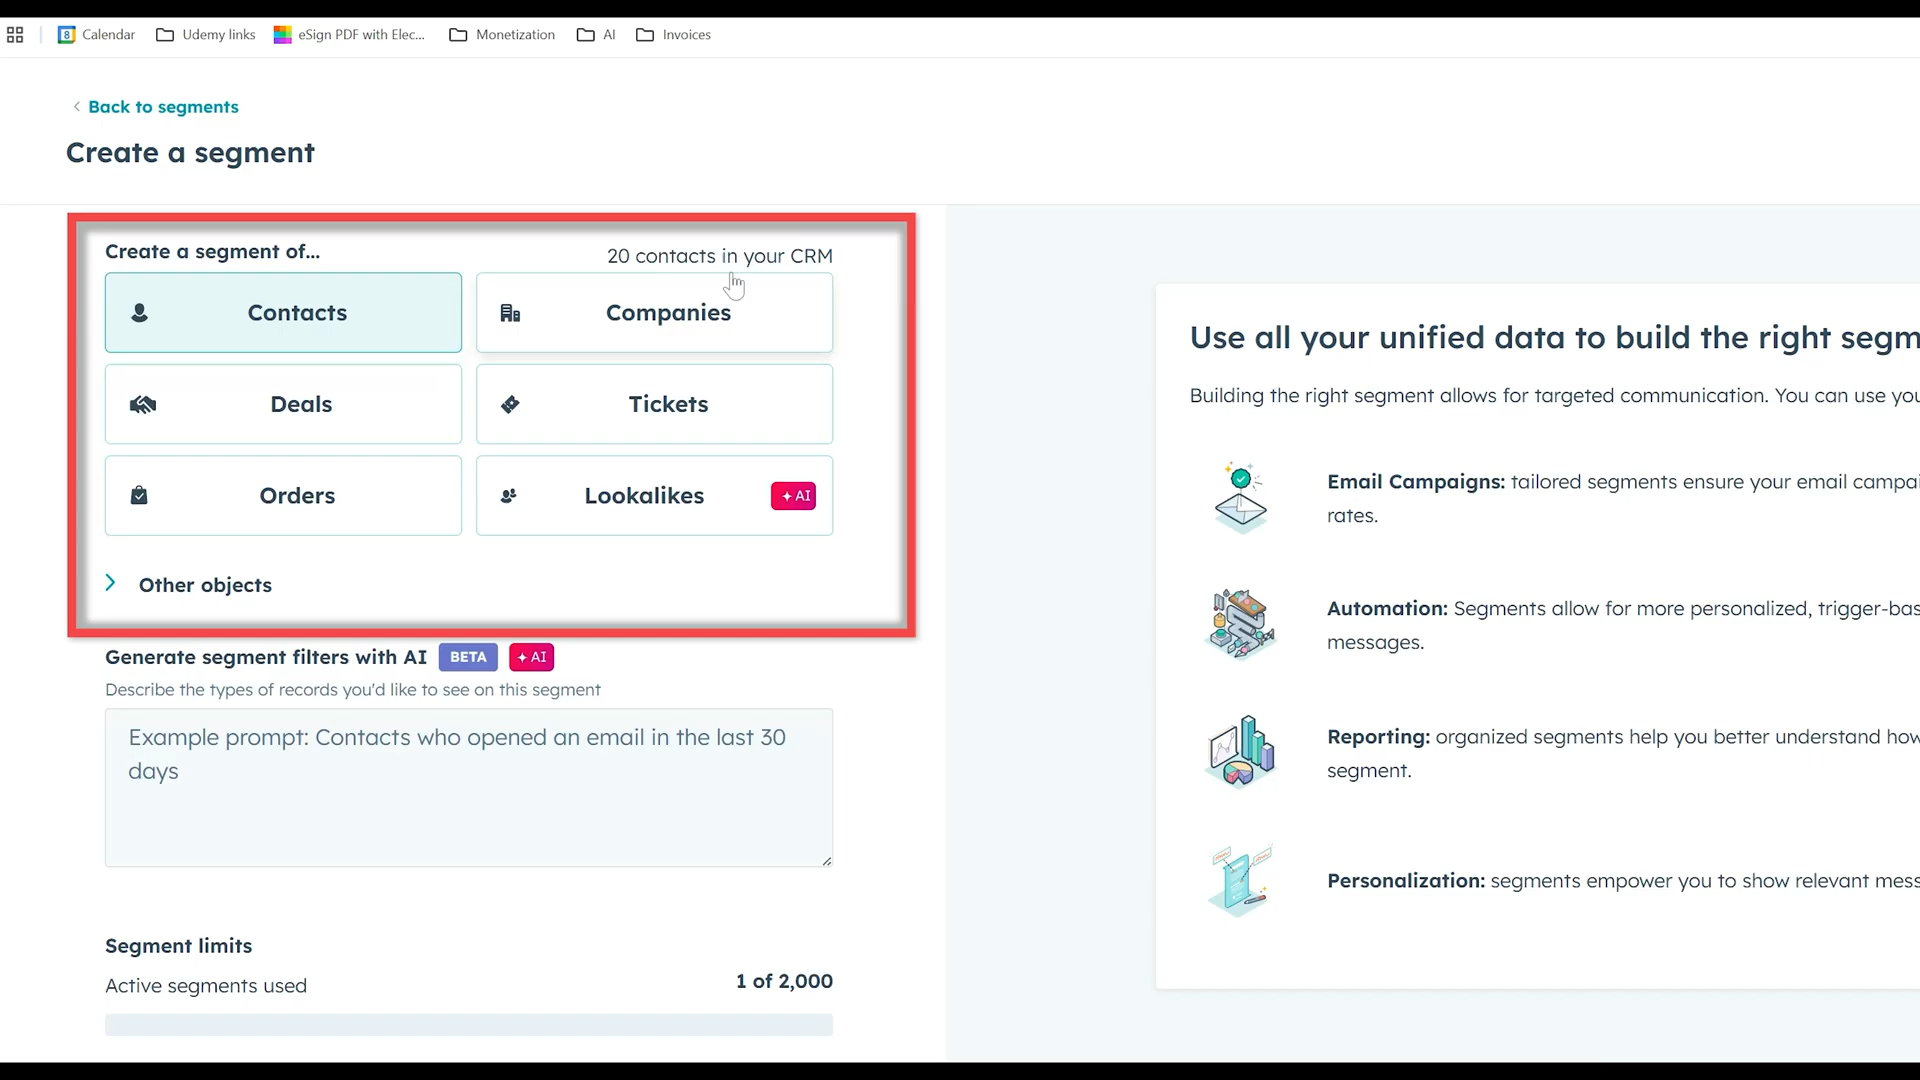 8 Calendar Udemy links eSign PDF with Elec... Monetization AI Invoices
Back to segments
Create a segment
Create a segment of...
20 contacts in your CRM
Contacts
Companies
Deals
Tickets
Orders
Lookalikes
AI
Other objects
Generate segment filters with AI BETA AI
Describe the types of records you'd like to see on this segment
Example prompt: Contacts who opened an email in the last 30
days
Segment limits
Active segments used
1 of 2,000
Use all your unified data to build the right segm
Building the right segment allows for targeted communication. You can use you
Email Campaigns: tailored segments ensure your email campai
rates.
Automation: Segments allow for more personalized, trigger-bas
messages.
Reporting: organized segments help you better understand how
segment.
Personalization: segments empower you to show relevant mess